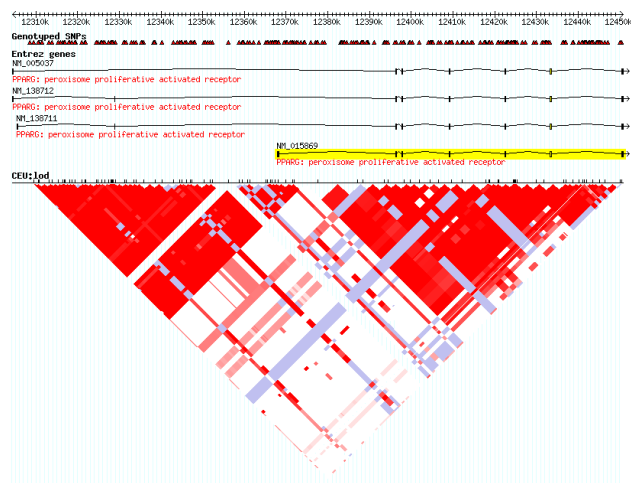 12310k 12320k 12330k 12340k 12350k 12360k 12370k 12380k 12390k 12400k 12410k 12420k 12430k 12440k 12450k
Genotyped SNPs
Entrez genes
NM_005037
PPARG: peroxisome proliferative activated receptor
NM_138712
PPARG: peroxisome proliferative activated receptor
NM_138711
PPARG: peroxisome proliferative activated receptor
NM_015869
PPARG: peroxisome proliferative activated receptor
CEU:lod